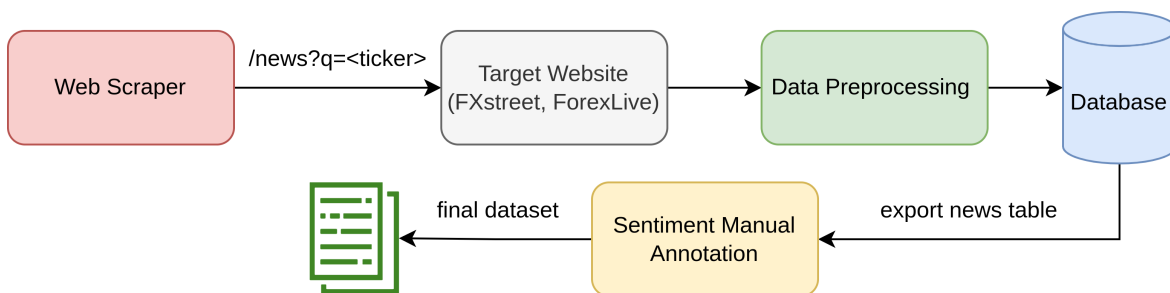 Web Scraper
/news?q=<ticker>
Target Website
(FXstreet, ForexLive)
Data Preprocessing
Database
final dataset
Sentiment Manual
Annotation
export news table